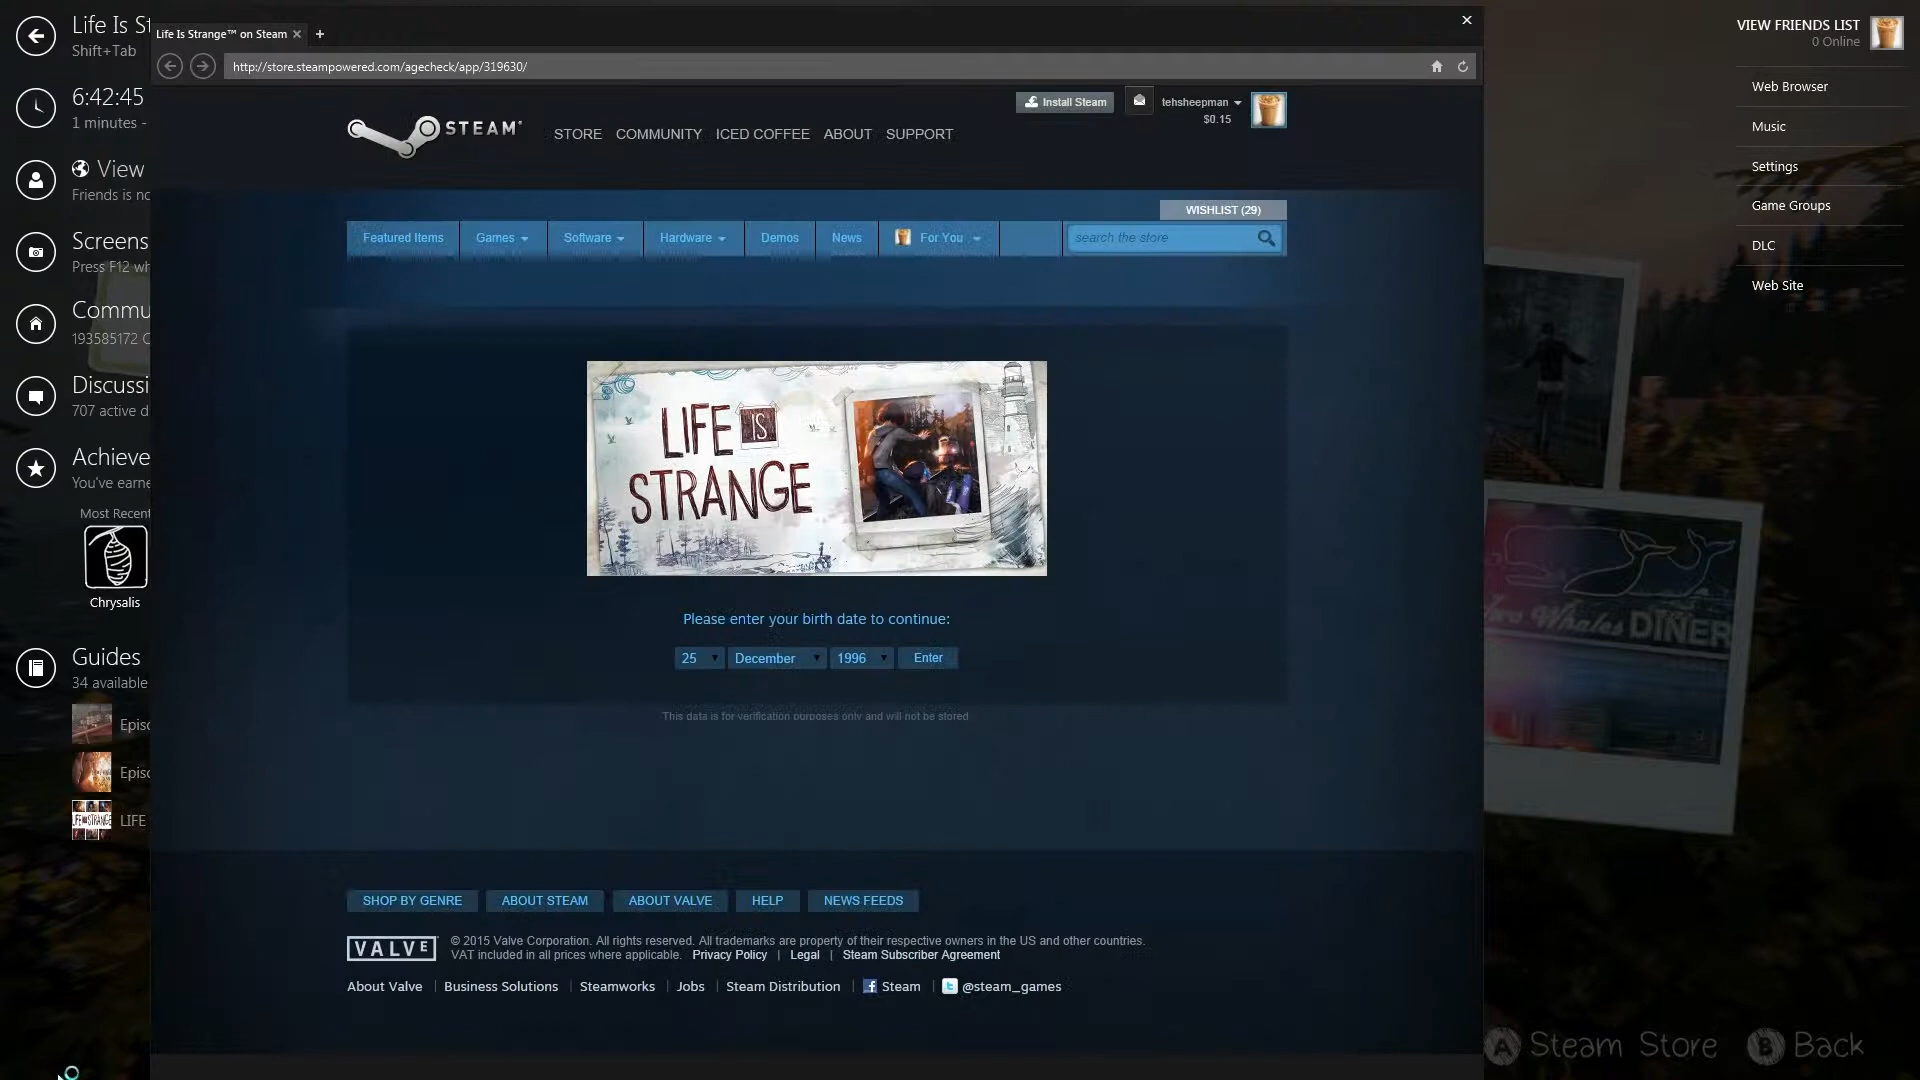 Life Is St
Shift+Tab
6:42:45
1 minutes -
View
Friends is no
Screens
Press F12 wh
Commu
193585172 C
Discussi
707 active d
Achieve
You've earne
Most Recent
Chrysalis
Guides
34 available
Episo
Episo
LIFE IS STRANGE
LIFE
Life Is Strange™ on Steam
http://store.steampowered.com/agecheck/app/319630/
STEAM
STORE
COMMUNITY
ICED COFFEE
ABOUT
SUPPORT
Install Steam
tehsheepman
$0.15
WISHLIST (29)
Featured Items
Games
Software
Hardware
Demos
News
For You
search the store
LIFE IS
STRANGE
Please enter your birth date to continue:
25 December 1996 Enter
This data is for verification purposes only and will not be stored
SHOP BY GENRE
ABOUT STEAM
ABOUT VALVE
HELP
NEWS FEEDS
VALVE
© 2015 Valve Corporation. All rights reserved. All trademarks are property of their respective owners in the US and other countries.
VAT included in all prices where applicable. Privacy Policy | Legal | Steam Subscriber Agreement
About Valve | Business Solutions | Steamworks | Jobs | Steam Distribution | Steam | @steam_games
VIEW FRIENDS LIST
0 Online
Web Browser
Music
Settings
Game Groups
DLC
Web Site
Whales DINER
A Steam Store
B Back